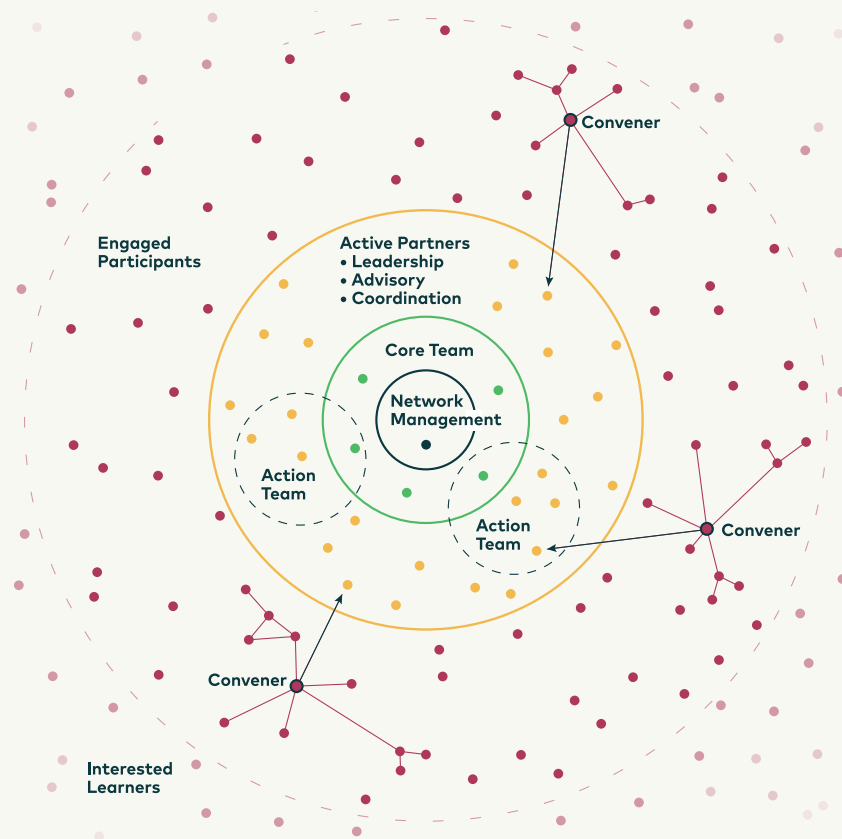 Convener
Engaged
Participants
Active Partners
• Leadership
• Advisory
• Coordination
Core Team
Network
Management
Action
Team
Action
Team
Convener
Convener
Interested
Learners